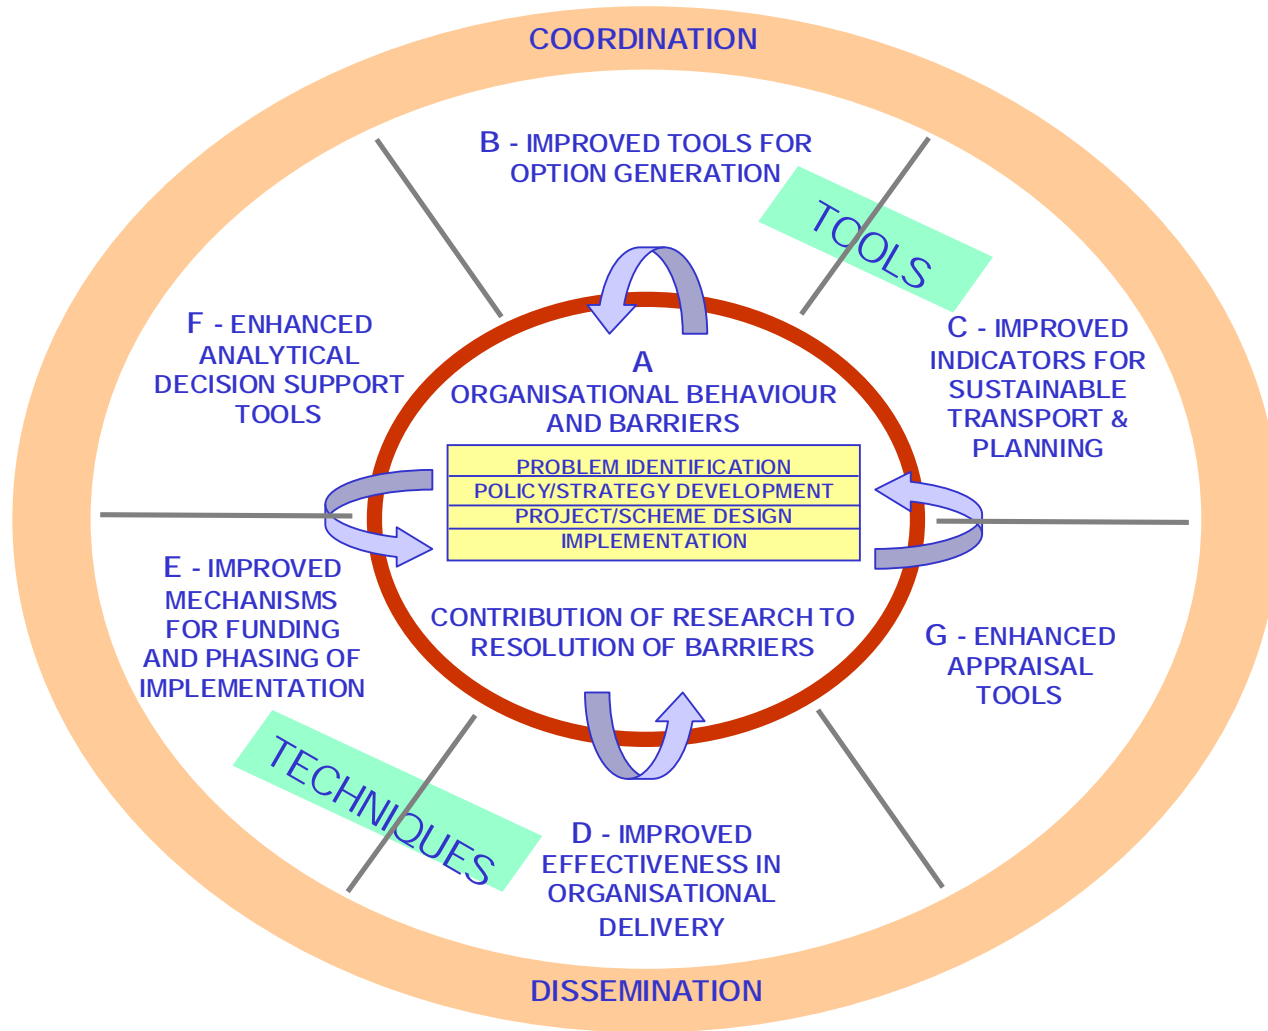 COORDINATION
B - IMPROVED TOOLS FOR
OPTION GENERATION
TOOLS
F - ENHANCED
ANALYTICAL
DECISION SUPPORT
TOOLS
C - IMPROVED
INDICATORS FOR
SUSTAINABLE
TRANSPORT &
PLANNING
A
ORGANISATIONAL BEHAVIOUR
AND BARRIERS
PROBLEM IDENTIFICATION
POLICY/STRATEGY DEVELOPMENT
PROJECT/SCHEME DESIGN
IMPLEMENTATION
CONTRIBUTION OF RESEARCH TO
RESOLUTION OF BARRIERS
E - IMPROVED
MECHANISMS
FOR FUNDING
AND PHASING OF
IMPLEMENTATION
G - ENHANCED
APPRAISAL
TOOLS
TECHNIQUES
D - IMPROVED
EFFECTIVENESS IN
ORGANISATIONAL
DELIVERY
DISSEMINATION